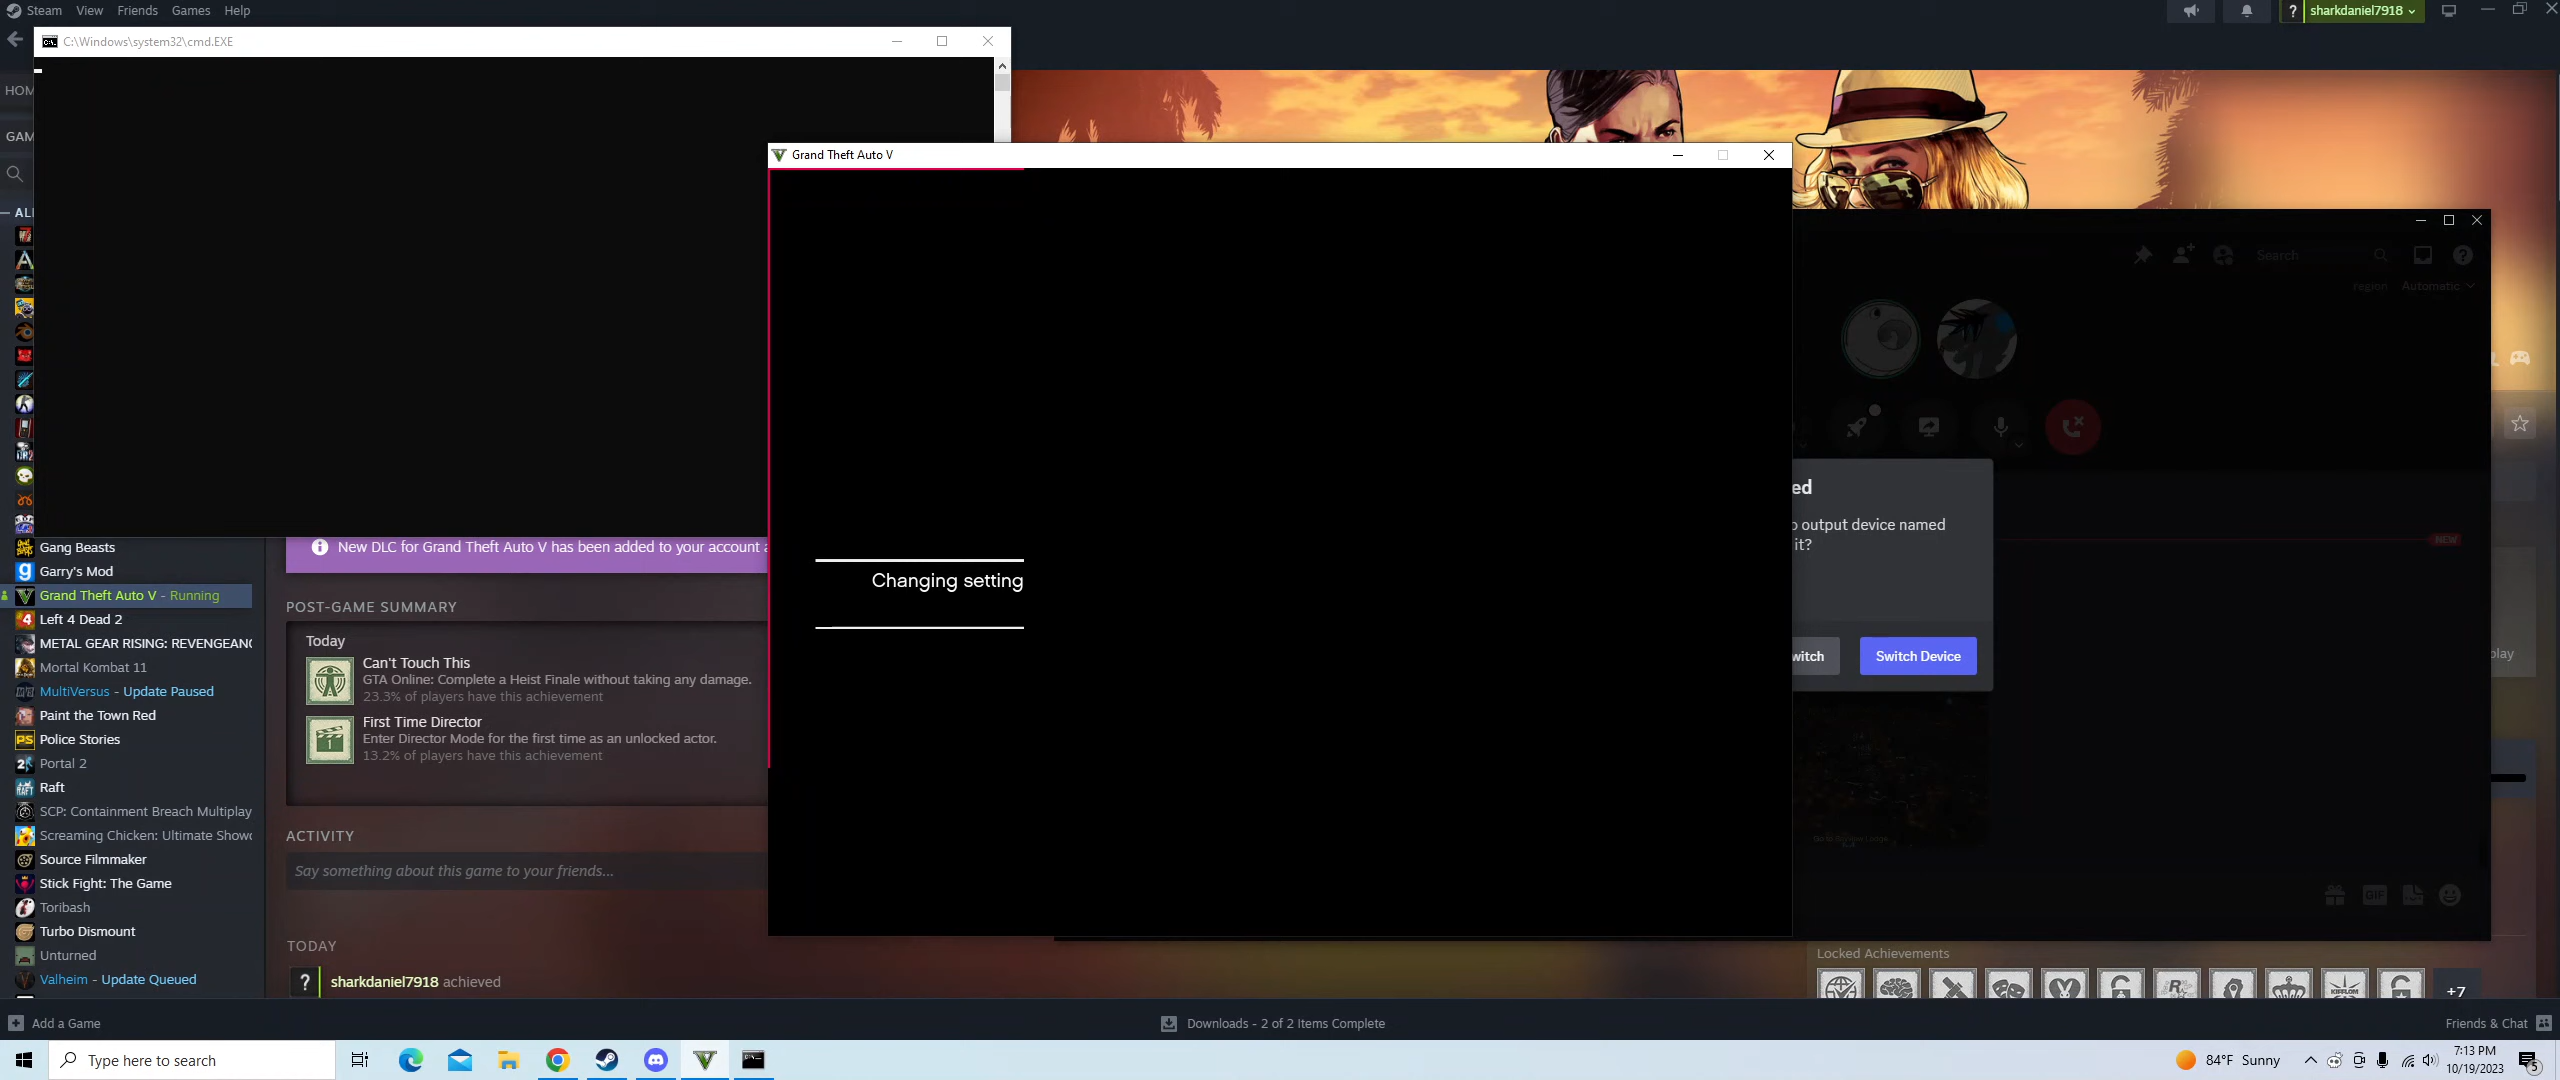 Steam View Friends Games Help
sharkdaniel7918
C:\Windows\system32\cmd.EXE
HOM
GAM
ALL
Grand Theft Auto V
Search
region Automatic
Changing setting
ed
o output device named
it?
witch
Switch Device
NEW
play
Gang Beasts
Garry's Mod
Grand Theft Auto V - Running
Left 4 Dead 2
METAL GEAR RISING: REVENGEAN
Mortal Kombat 11
MultiVersus - Update Paused
Paint the Town Red
Police Stories
Portal 2
Raft
SCP: Containment Breach Multiplay
Screaming Chicken: Ultimate Show
Source Filmmaker
Stick Fight: The Game
Toribash
Turbo Dismount
Unturned
Valheim - Update Queued
New DLC for Grand Theft Auto V has been added to your account a
POST-GAME SUMMARY
Today
Can't Touch This
GTA Online: Complete a Heist Finale without taking any damage.
23.3% of players have this achievement
First Time Director
Enter Director Mode for the first time as an unlocked actor.
13.2% of players have this achievement
ACTIVITY
Say something about this game to your friends...
TODAY
sharkdaniel7918 achieved
GIF
Locked Achievements
+7
Add a Game
Downloads - 2 of 2 Items Complete
Friends & Chat
Type here to search
84°F Sunny
7:13 PM
10/19/2023
5